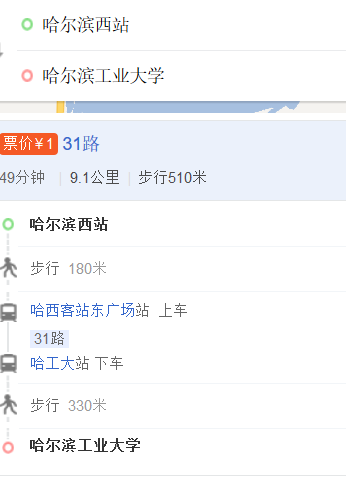 哈尔滨西站
哈尔滨工业大学
票价¥1 31路
49分钟 | 9.1公里 | 步行510米
哈尔滨西站
步行 180米
哈西客站东广场站 上车
31路
哈工大站 下车
步行 330米
哈尔滨工业大学